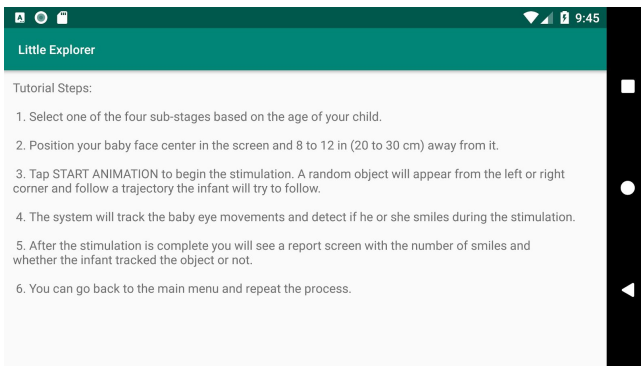 9:45
Little Explorer
Tutorial Steps:
1. Select one of the four sub-stages based on the age of your child.
2. Position your baby face center in the screen and 8 to 12 in (20 to 30 cm) away from it.
3. Tap START ANIMATION to begin the stimulation. A random object will appear from the left or right
corner and follow a trajectory the infant will try to follow.
4. The system will track the baby eye movements and detect if he or she smiles during the stimulation.
5. After the stimulation is complete you will see a report screen with the number of smiles and
whether the infant tracked the object or not.
6. You can go back to the main menu and repeat the process.